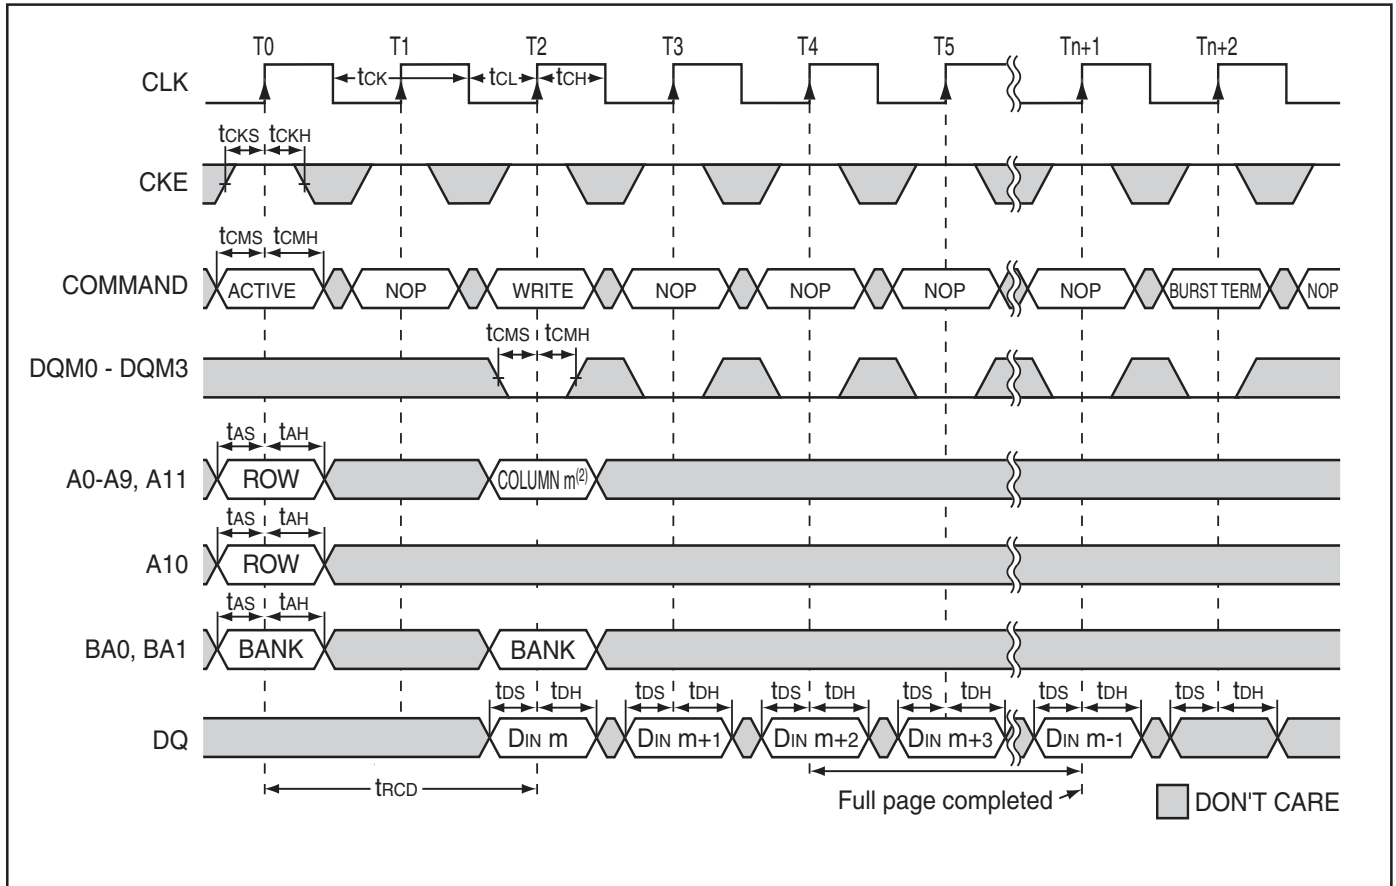 T0 T1 T2 T3 T4 T5 Tn+1 Tn+2
CLK tCK tCL tCH
tCKS tCKH
CKE
tCMS tCMH
COMMAND ACTIVE NOP WRITE NOP NOP NOP NOP BURST TERM NOP
tCMS tCMH
DQM0 - DQM3
tAS tAH
A0-A9, A11 ROW COLUMN m(2)
tAS tAH
A10 ROW
tAS tAH
BA0, BA1 BANK BANK
tDS tDH tDS tDH tDS tDH tDS tDH tDS tDH tDS tDH
DQ DIN m DIN m+1 DIN m+2 DIN m+3 DIN m-1
tRCD
Full page completed DON'T CARE